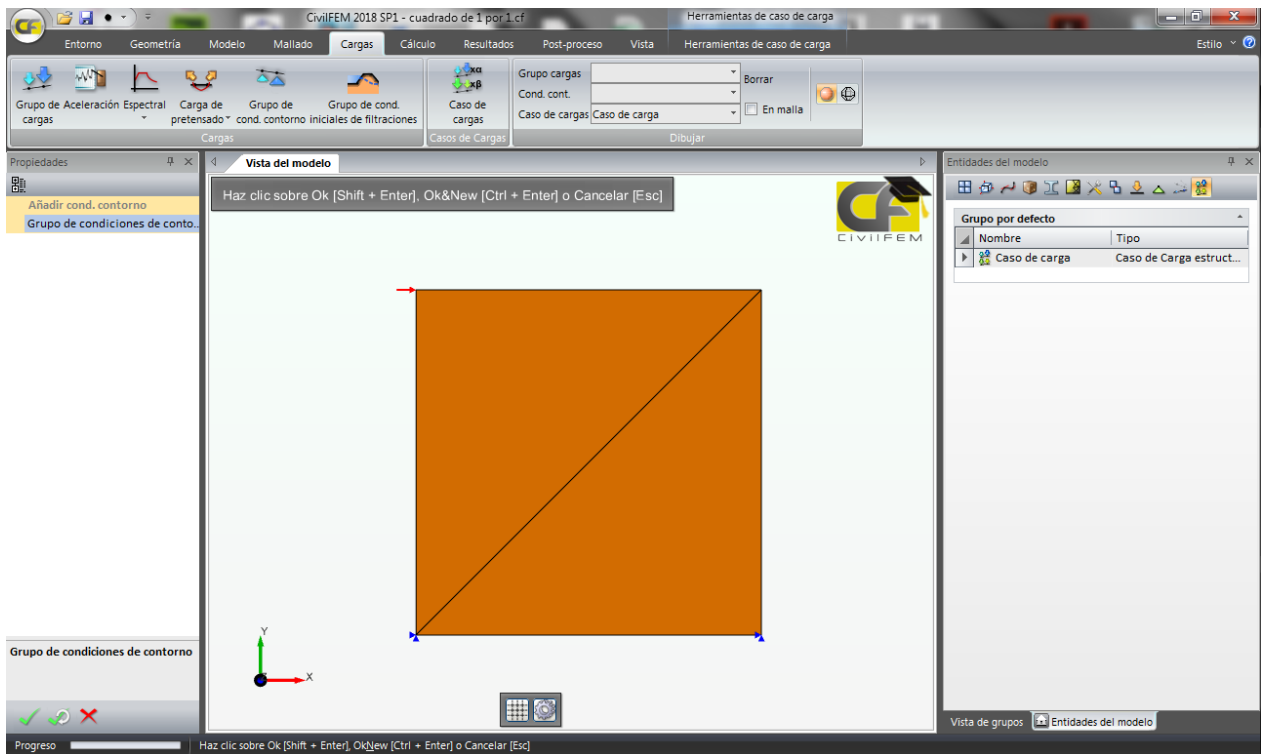 CivilFEM 2018 SP1 - cuadrado de 1 por 1.cf
Herramientas de caso de carga
CF
Entorno Geometría Modelo Mallado Cargas Cálculo Resultados Post-proceso Vista Herramientas de caso de carga Estilo
Grupo de cargas
Aceleración
Espectral
Carga de pretensado
Grupo de cond. contorno
Grupo de cond. iniciales de filtraciones
Cargas
xα
xβ
Caso de cargas
Casos de Cargas
Grupo cargas
Cond. cont.
Caso de cargas Caso de carga
Borrar
En malla
Dibujar
Propiedades
Añadir cond. contorno
Grupo de condiciones de conto..
Vista del modelo
Haz clic sobre Ok [Shift + Enter], Ok&New [Ctrl + Enter] o Cancelar [Esc]
CF
CIVIlFEM
Y
X
Entidades del modelo
Grupo por defecto
Nombre Tipo
Caso de carga Caso de Carga estruct...
Grupo de condiciones de contorno
Vista de grupos Entidades del modelo
Progreso
Haz clic sobre Ok [Shift + Enter], OkNew [Ctrl + Enter] o Cancelar [Esc]